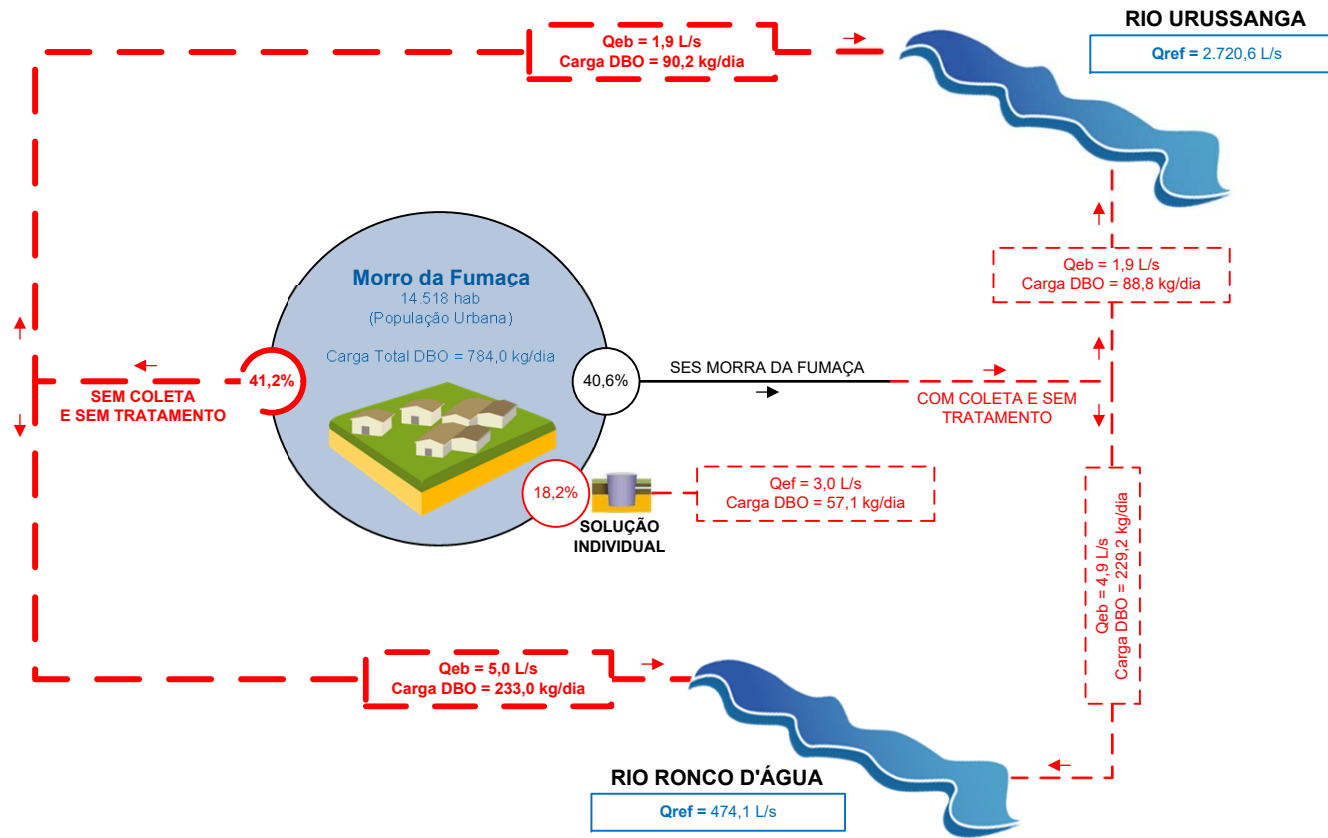 RIO URUSSANGA
Qref = 2.720,6 L/s
Qeb = 1,9 L/s
Carga DBO = 90,2 kg/dia
Qeb = 1,9 L/s
Carga DBO = 88,8 kg/dia
Morro da Fumaça
14.518 hab
(População Urbana)
Carga Total DBO = 784,0 kg/dia
41,2%
SEM COLETA
E SEM TRATAMENTO
40,6%
SES MORRA DA FUMAÇA
COM COLETA E SEM
TRATAMENTO
18,2%
SOLUÇÃO
INDIVIDUAL
Qef = 3,0 L/s
Carga DBO = 57,1 kg/dia
Qeb = 4,9 L/s
Carga DBO = 229,2 kg/dia
Qeb = 5,0 L/s
Carga DBO = 233,0 kg/dia
RIO RONCO D'ÁGUA
Qref = 474,1 L/s